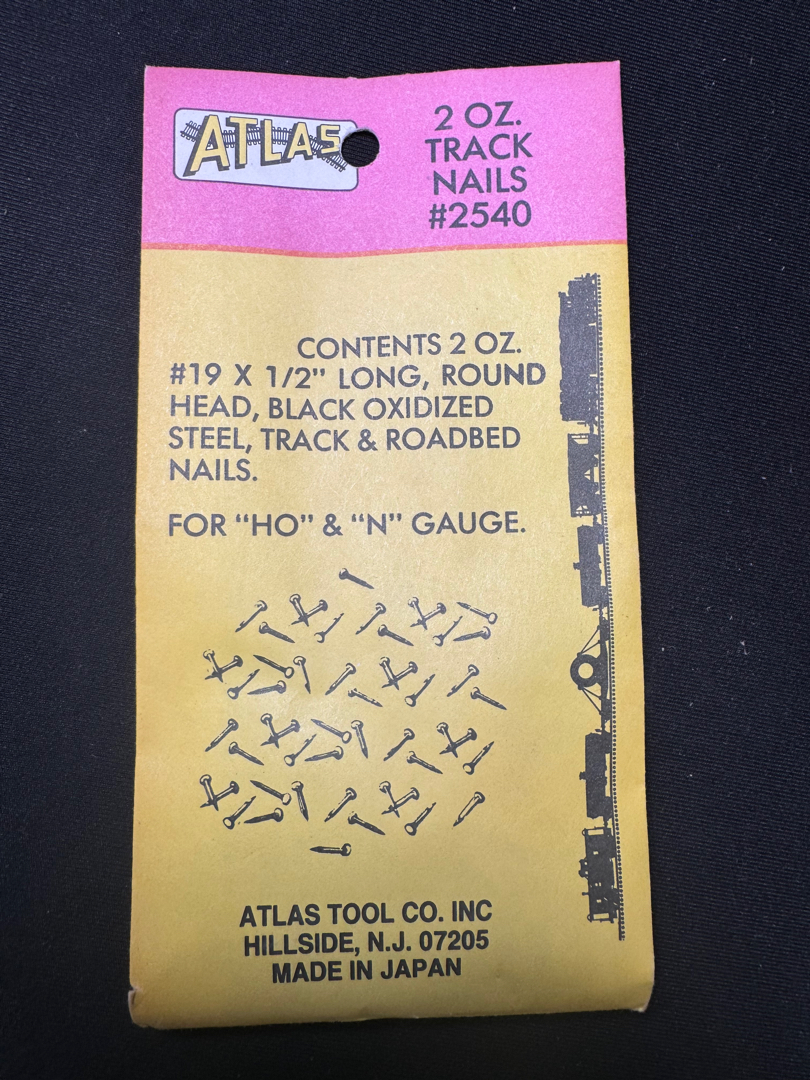 ATLAS
2 OZ.
TRACK
NAILS
#2540
CONTENTS 2 OZ.
#19 X 1/2" LONG, ROUND
HEAD, BLACK OXIDIZED
STEEL, TRACK & ROADBED
NAILS.
FOR “HO” & “N” GAUGE.
ATLAS TOOL CO. INC
HILLSIDE, N.J. 07205
MADE IN JAPAN